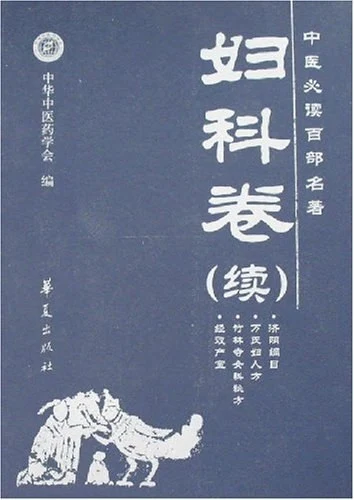 中医必读百部名著
妇科卷
(续)
•济阴纲目
•万氏妇人方
•竹林寺女科秘方
•经效产宝
中华中医药学会 编
华夏出版社